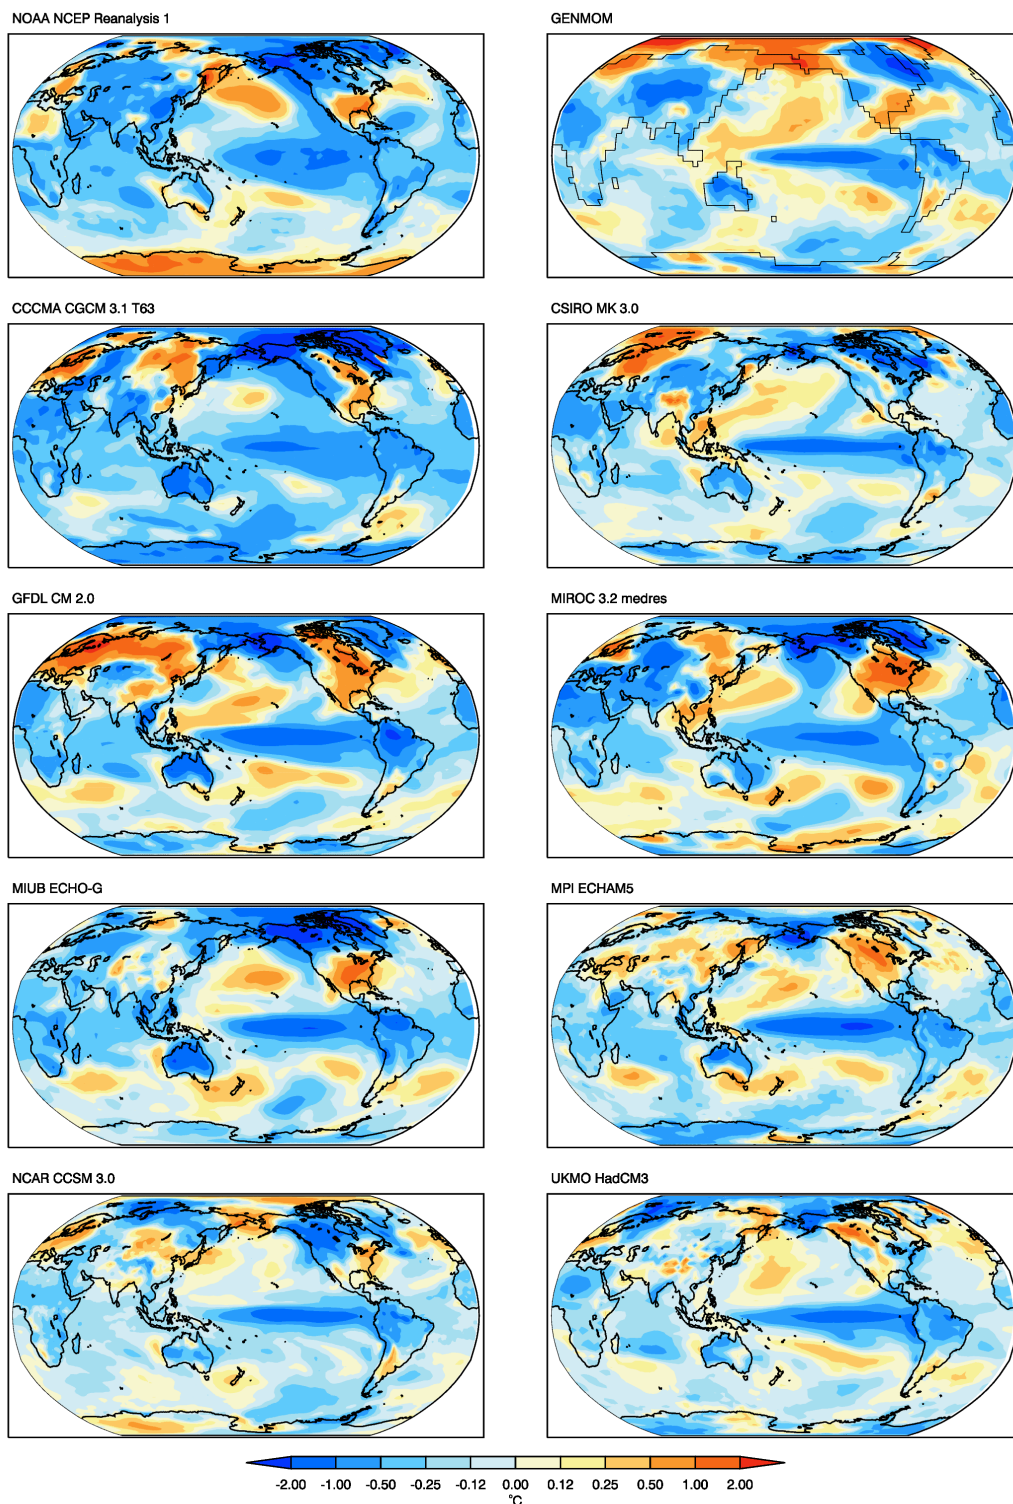 NOAA NCEP Reanalysis 1
GENMOM
CCCMA CGCM 3.1 T63
CSIRO MK 3.0
GFDL CM 2.0
MIROC 3.2 medres
MIUB ECHO-G
MPI ECHAM5
NCAR CCSM 3.0
UKMO HadCM3
-2.00 -1.00 -0.50 -0.25 -0.12 0.00 0.12 0.25 0.50 1.00 2.00
°C